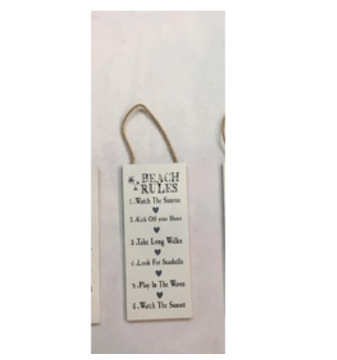 BEACH
RULES
1.Watch The Sunrise
2.Kick Off your Shoes
3.Take Long Walks
4.Look For Seashells
5.Play In The Waves
6.Watch The Sunset